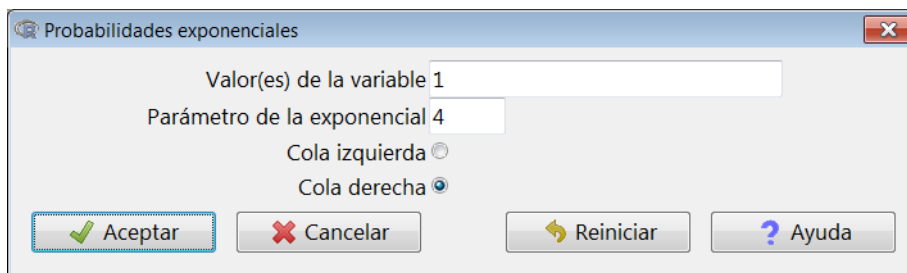 Probabilidades exponenciales
Valor(es) de la variable 1
Parámetro de la exponencial 4
Cola izquierda
Cola derecha
Aceptar Cancelar Reiniciar ? Ayuda